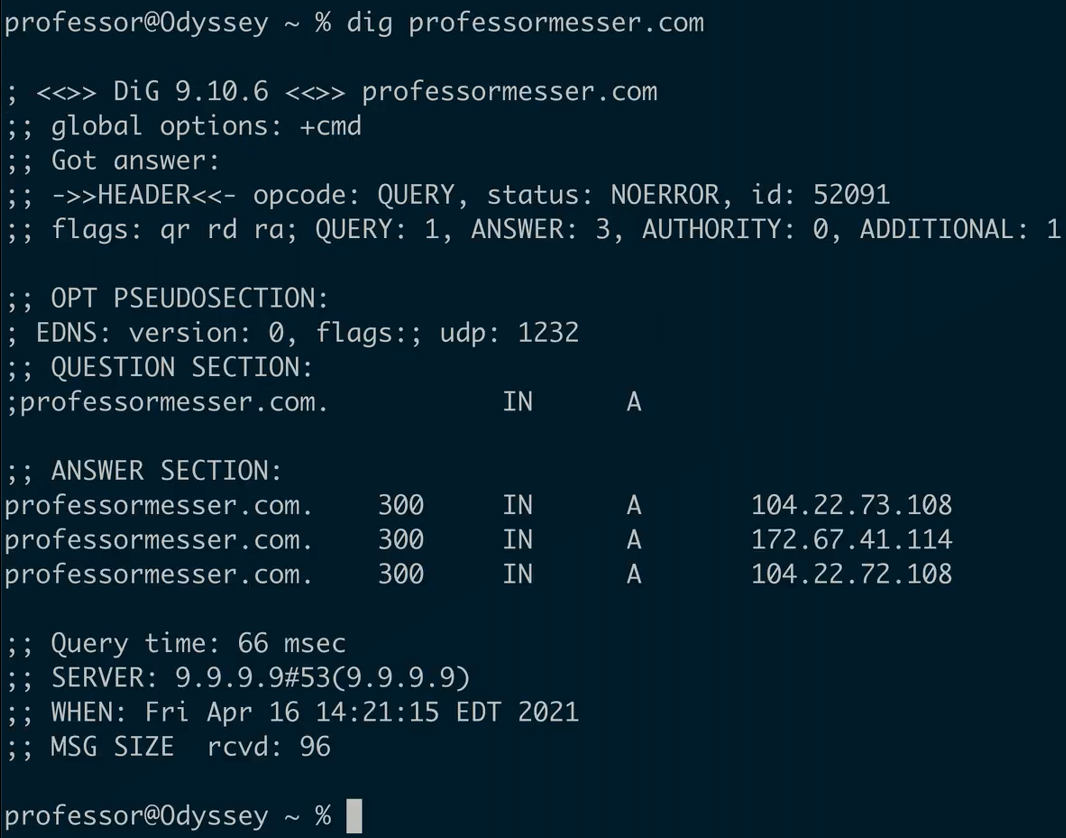 professor@Odyssey ~ % dig professormesser.com
; <<>> DiG 9.10.6 <<>> professormesser.com
;; global options: +cmd
;; Got answer:
;; ->>HEADER<<- opcode: QUERY, status: NOERROR, id: 52091
;; flags: qr rd ra; QUERY: 1, ANSWER: 3, AUTHORITY: 0, ADDITIONAL: 1
;; OPT PSEUDOSECTION:
; EDNS: version: 0, flags:; udp: 1232
;; QUESTION SECTION:
;professormesser.com. IN A
;; ANSWER SECTION:
professormesser.com. 300 IN A 104.22.73.108
professormesser.com. 300 IN A 172.67.41.114
professormesser.com. 300 IN A 104.22.72.108
;; Query time: 66 msec
;; SERVER: 9.9.9.9#53(9.9.9.9)
;; WHEN: Fri Apr 16 14:21:15 EDT 2021
;; MSG SIZE rcvd: 96
professor@Odyssey ~ %